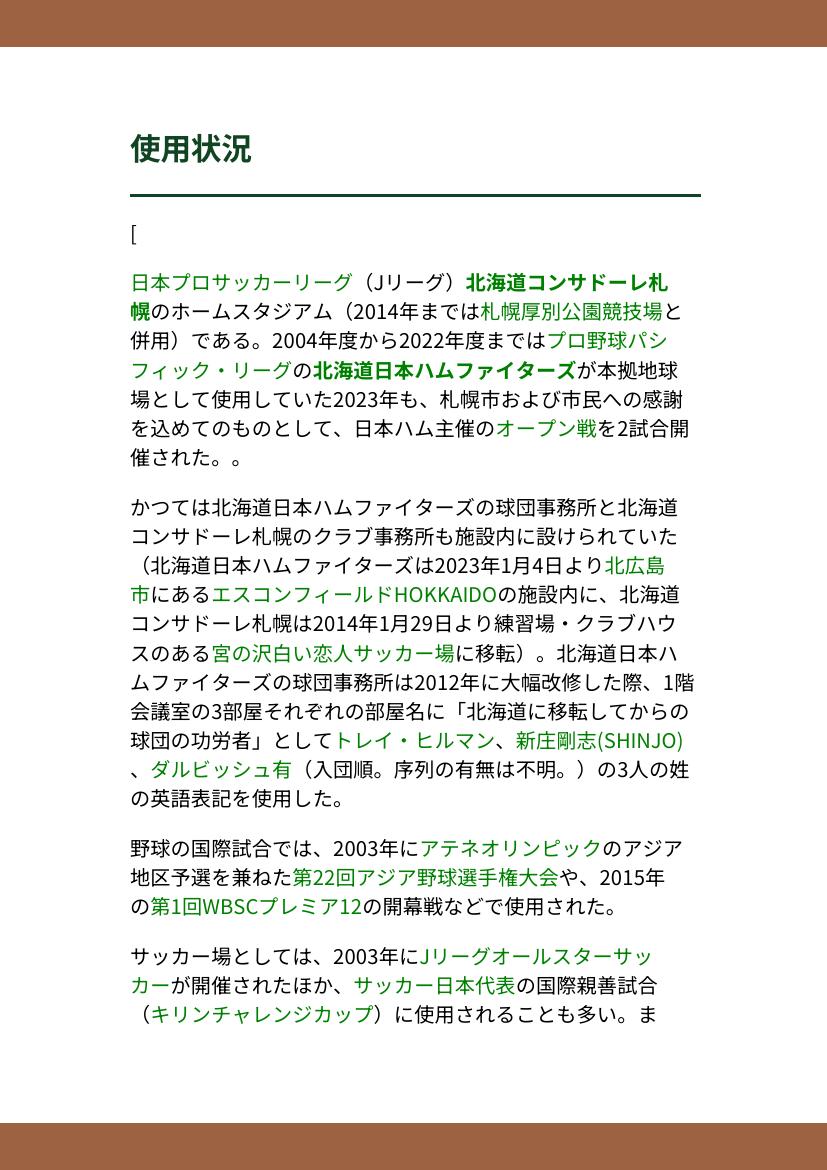 使用状況
[
日本プロサッカーリーグ（Jリーグ）北海道コンサドーレ札
幌のホームスタジアム（2014年までは札幌厚別公園競技場と
併用）である。2004年度から2022年度まではプロ野球パシ
フィック・リーグの北海道日本ハムファイターズが本拠地球
場として使用していた2023年も、札幌市および市民への感謝
を込めてのものとして、日本ハム主催のオープン戦を2試合開
催された。。
かつては北海道日本ハムファイターズの球団事務所と北海道
コンサドーレ札幌のクラブ事務所も施設内に設けられていた
（北海道日本ハムファイターズは2023年1月4日より北広島
市にあるエスコンフィールドHOKKAIDOの施設内に、北海道
コンサドーレ札幌は2014年1月29日より練習場・クラブハウ
スのある宮の沢白い恋人サッカー場に移転）。北海道日本ハ
ムファイターズの球団事務所は2012年に大幅改修した際、1階
会議室の3部屋それぞれの部屋名に「北海道に移転してからの
球団の功労者」としてトレイ・ヒルマン、新庄剛志(SHINJO)
、ダルビッシュ有（入団順。序列の有無は不明。）の3人の姓
の英語表記を使用した。
野球の国際試合では、2003年にアテネオリンピックのアジア
地区予選を兼ねた第22回アジア野球選手権大会や、2015年
の第1回WBSCプレミア12の開幕戦などで使用された。
サッカー場としては、2003年にJリーグオールスターサッ
カーが開催されたほか、サッカー日本代表の国際親善試合
（キリンチャレンジカップ）に使用されることも多い。ま